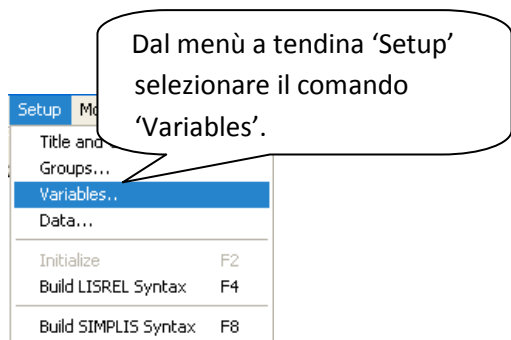 Dal menù a tendina ‘Setup’
selezionare il comando
‘Variables’.
Setup
Title and
Groups...
Variables..
Data...
Initialize F2
Build LISREL Syntax F4
Build SIMPLIS Syntax F8